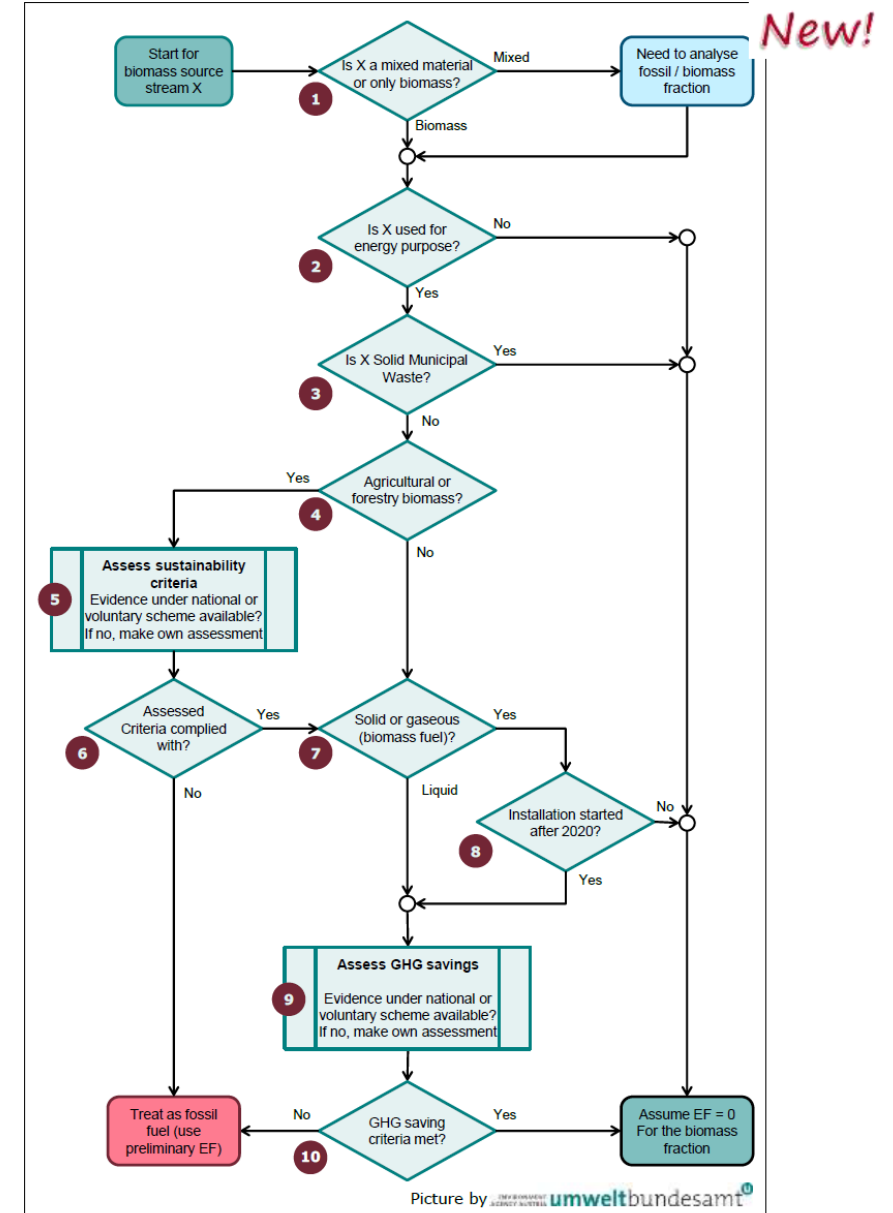 New!
Start for
biomass source
stream X
Is X a mixed material
or only biomass?
Mixed
Need to analyse
fossil / biomass
fraction
1
Biomass
Is X used for
energy purpose?
No
2
Yes
Is X Solid Municipal
Waste?
Yes
3
No
Agricultural or
forestry biomass?
Yes
4
No
Assess sustainability
criteria
Evidence under national or
voluntary scheme available?
If no, make own assessment
5
Assessed
Criteria complied
with?
Yes
6
No
Solid or gaseous
(biomass fuel)?
Yes
7
Liquid
Installation started
after 2020?
No
8
Yes
Assess GHG savings
Evidence under national or
voluntary scheme available?
If no, make own assessment
9
Treat as fossil
fuel (use
preliminary EF)
No
GHG saving
criteria met?
Yes
10
Assume EF = 0
For the biomass
fraction
Picture by ENVIRONMENT AGENCY AUSTRIA umweltbundesamt